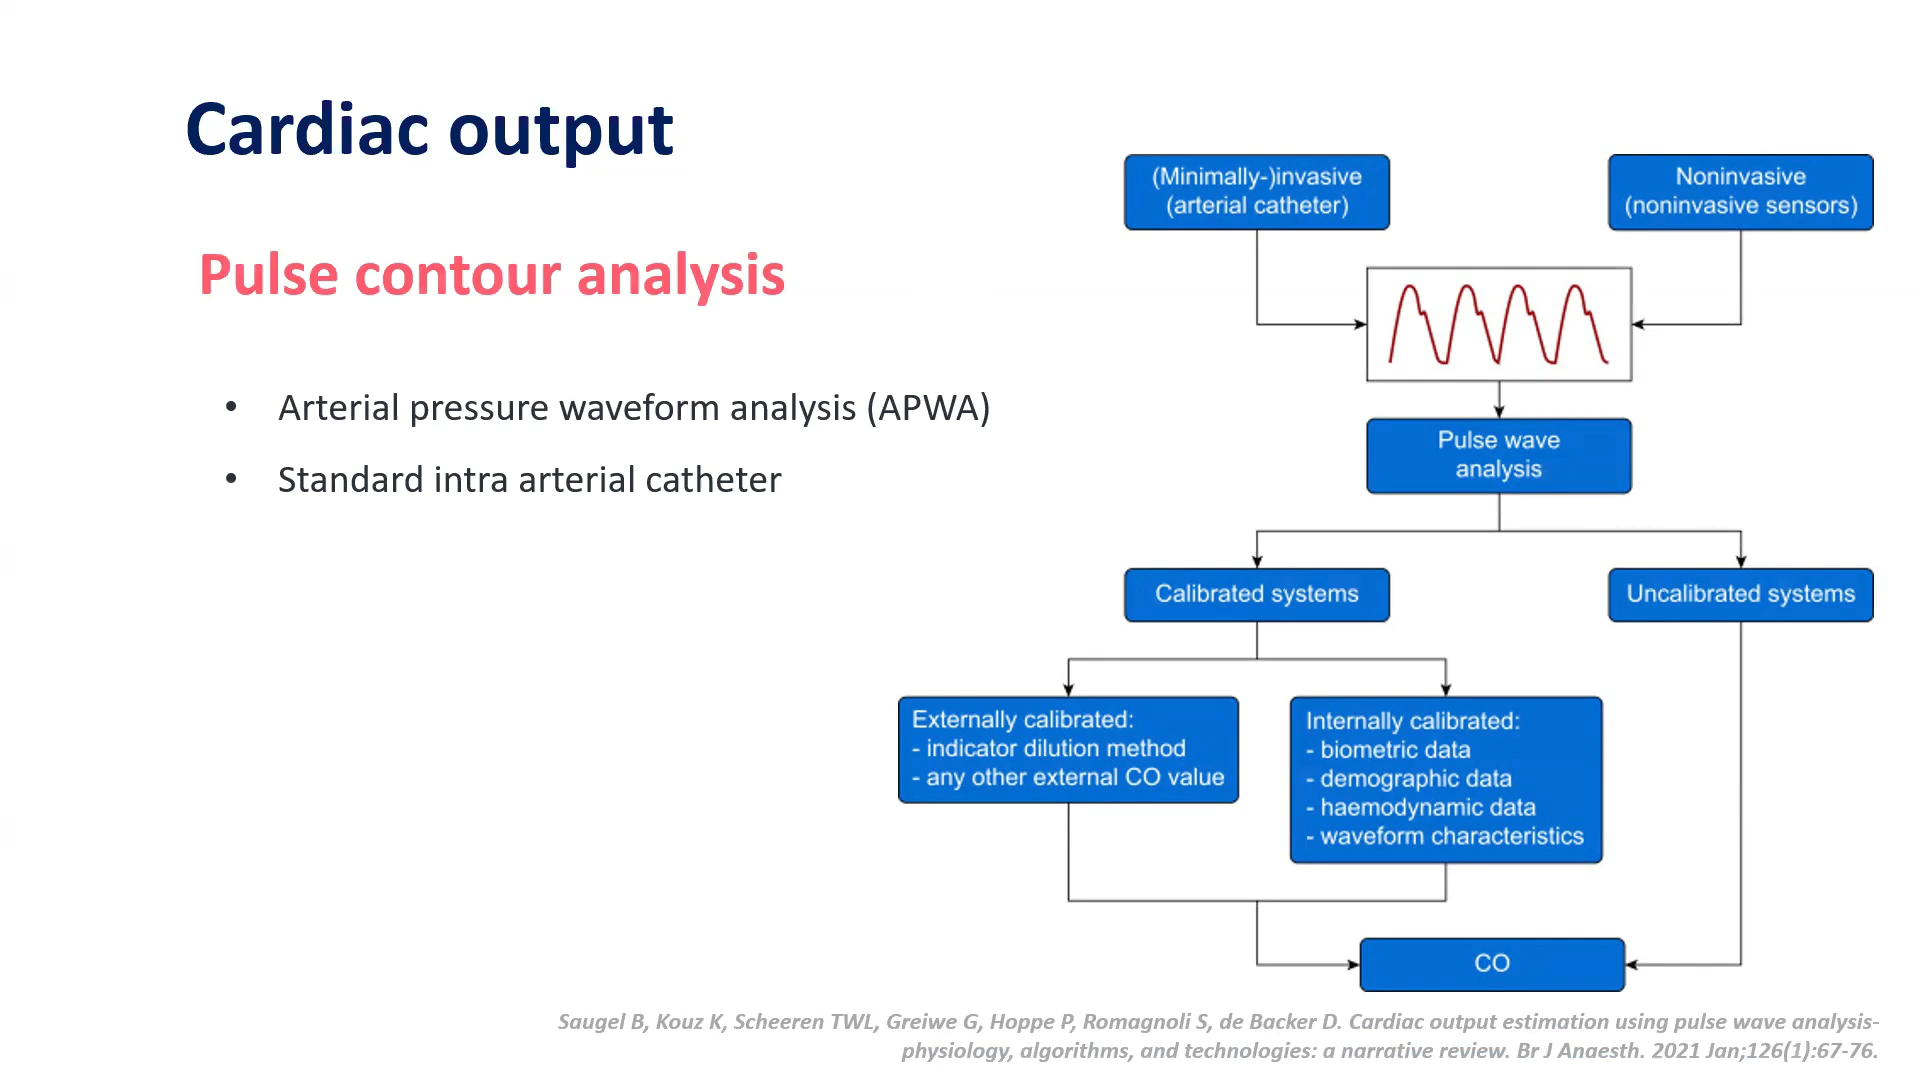 Cardiac output
Pulse contour analysis
• Arterial pressure waveform analysis (APWA)
• Standard intra arterial catheter
(Minimally-)invasive
(arterial catheter)
Noninvasive
(noninvasive sensors)
Pulse wave
analysis
Calibrated systems
Uncalibrated systems
Externally calibrated:
- indicator dilution method
- any other external CO value
Internally calibrated:
- biometric data
- demographic data
- haemodynamic data
- waveform characteristics
CO
Saugel B, Kouz K, Scheeren TWL, Greiwe G, Hoppe P, Romagnoli S, de Backer D. Cardiac output estimation using pulse wave analysis-
physiology, algorithms, and technologies: a narrative review. Br J Anaesth. 2021 Jan;126(1):67-76.